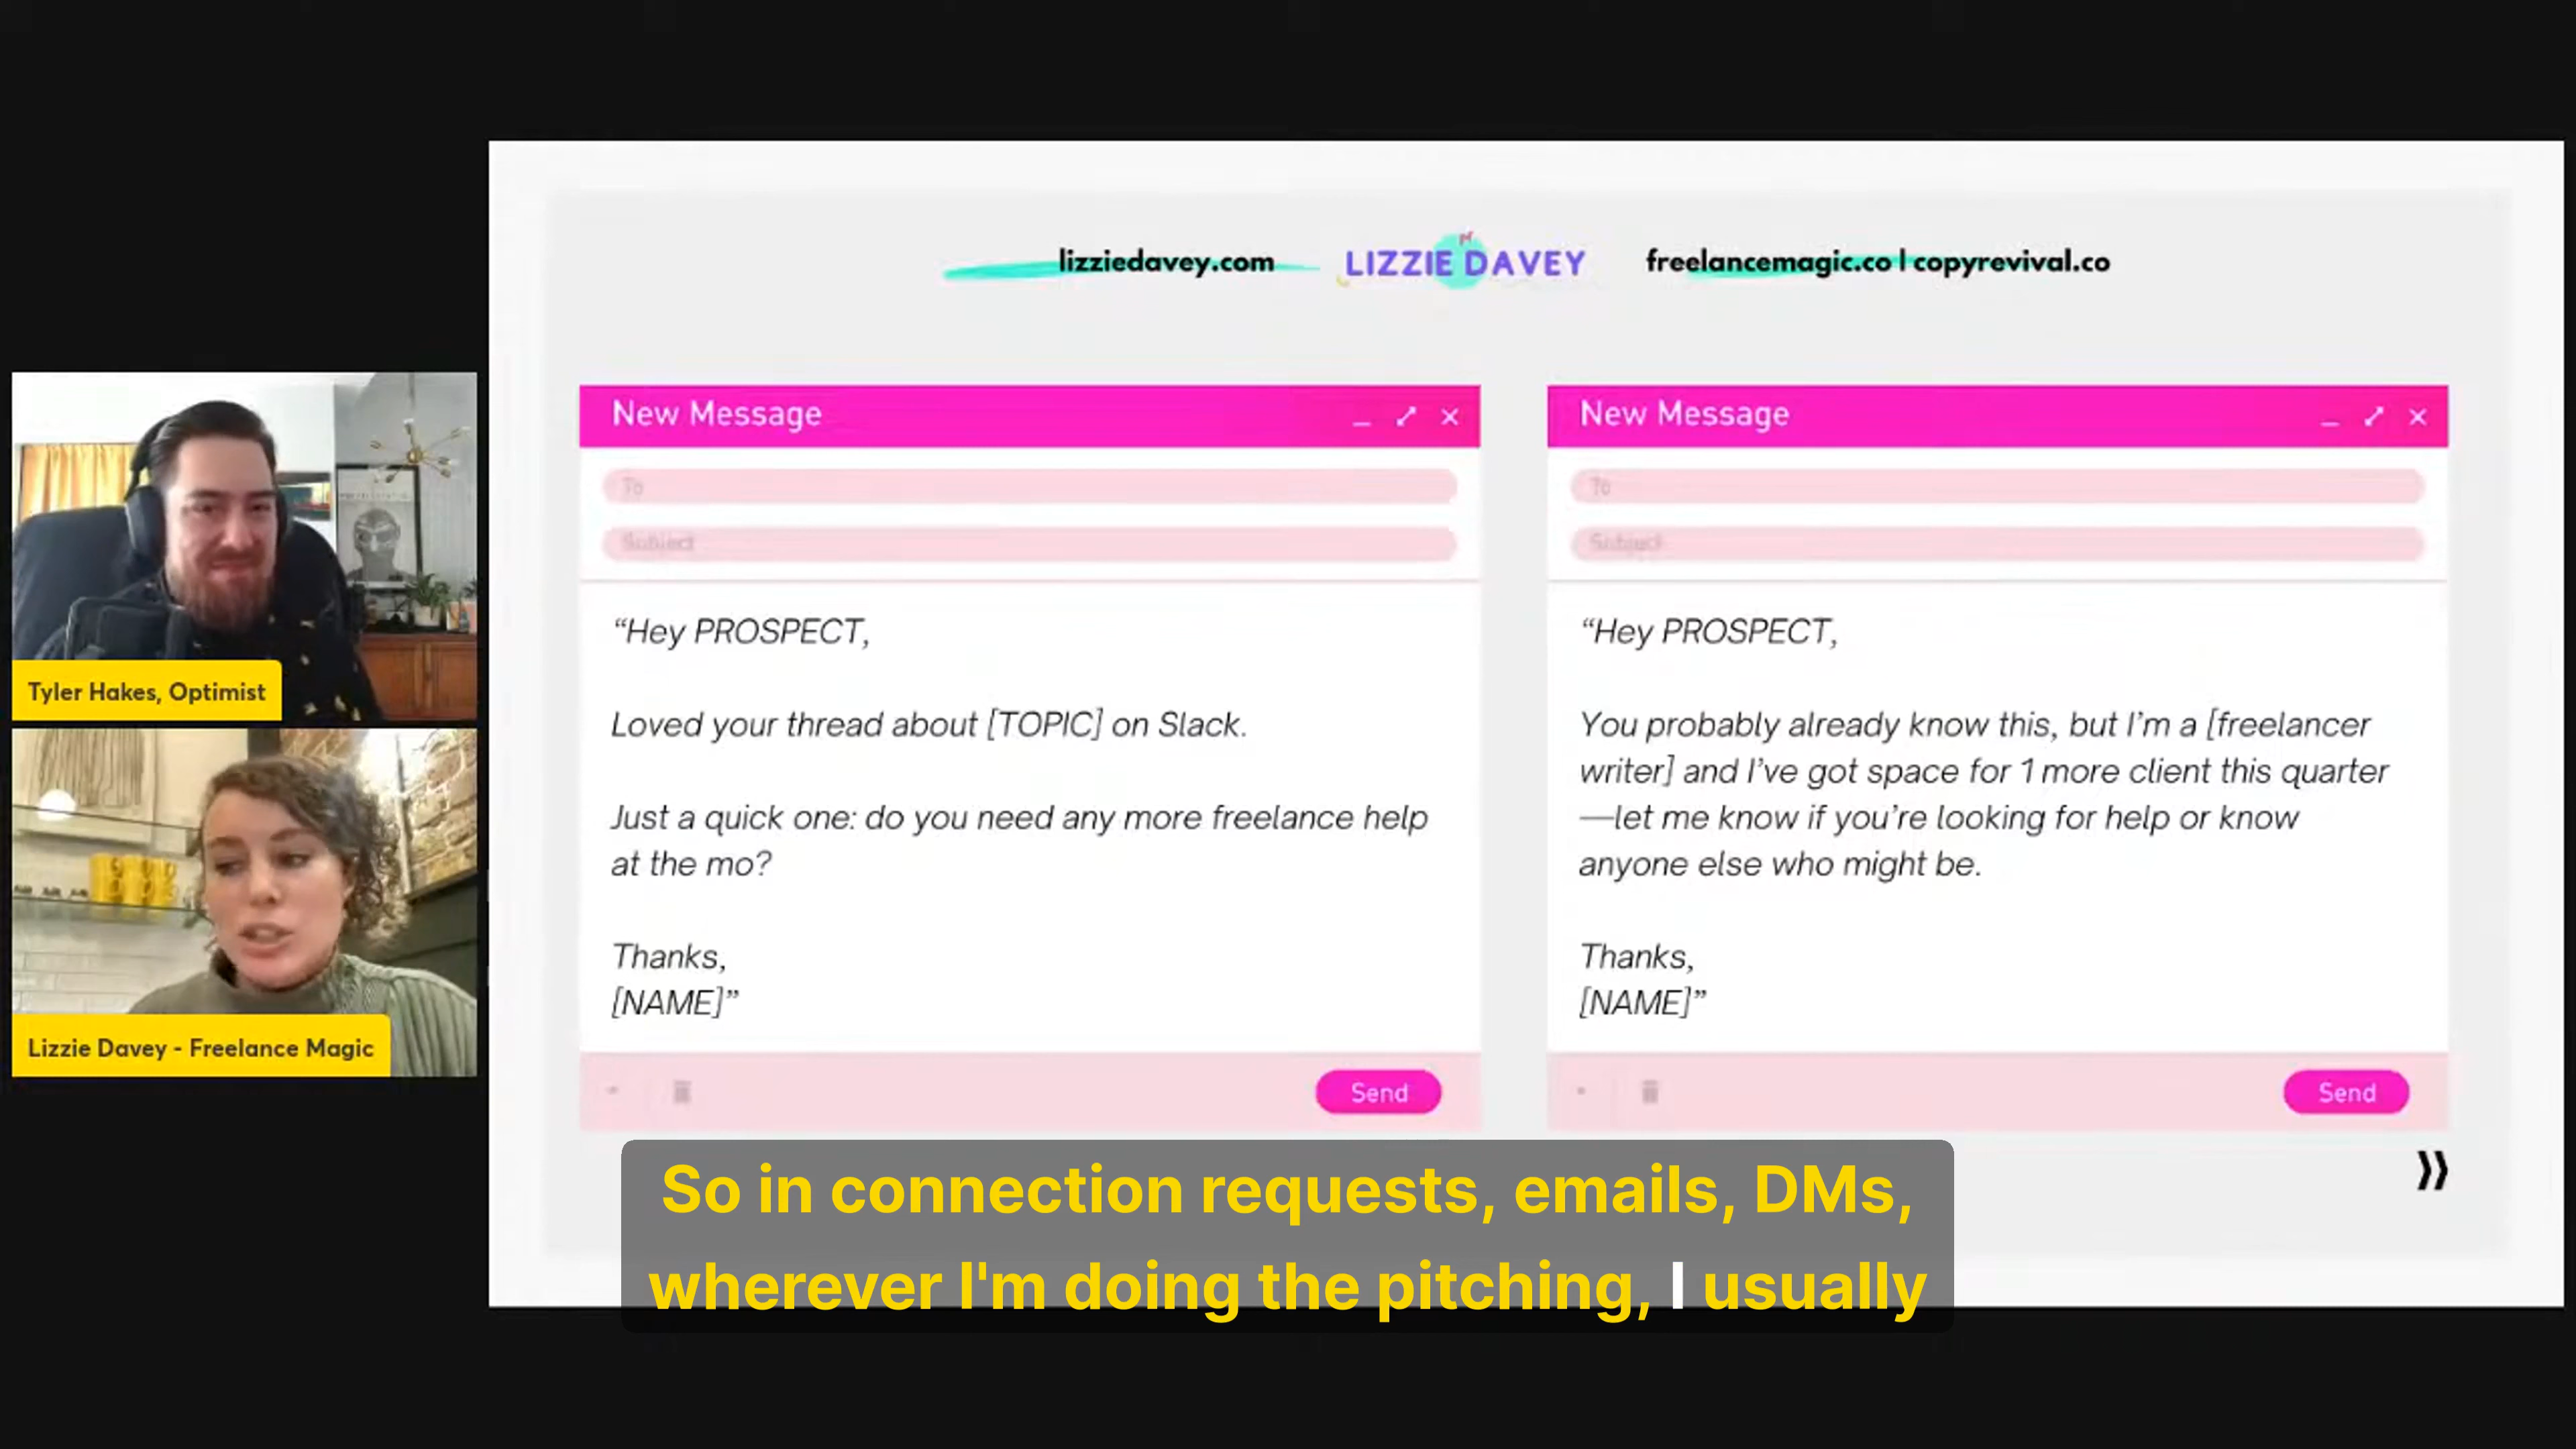 lizziedavey.com
LIZZIE DAVEY
freelancemagic.co | copyrevival.co
New Message
To
Subject
“Hey PROSPECT,
Loved your thread about [TOPIC] on Slack.
Just a quick one: do you need any more freelance help
at the mo?
Thanks,
[NAME]”
Send
New Message
To
Subject
“Hey PROSPECT,
You probably already know this, but I’m a [freelancer
writer] and I’ve got space for 1 more client this quarter
—let me know if you’re looking for help or know
anyone else who might be.
Thanks,
[NAME]”
Send
Tyler Hakes, Optimist
Lizzie Davey - Freelance Magic
So in connection requests, emails, DMs,
wherever I'm doing the pitching, I usually